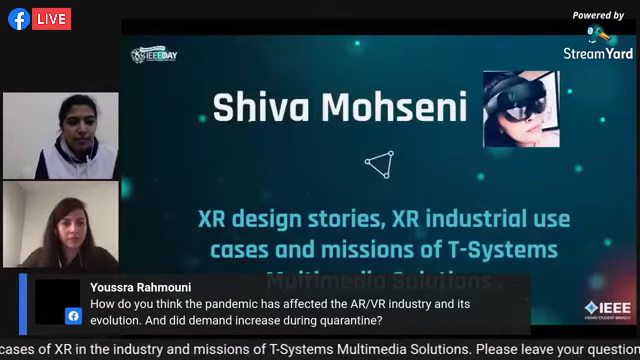 LIVE
Powered by
StreamYard
IEEEDAY
Shiva Mohseni
XR design stories, XR industrial use
cases and missions of T-Systems
Multimedia Solutions
Youssra Rahmouni
How do you think the pandemic has affected the AR/VR industry and its
evolution. And did demand increase during quarantine?
IEEE
cases of XR in the industry and missions of T-Systems Multimedia Solutions. Please leave your question